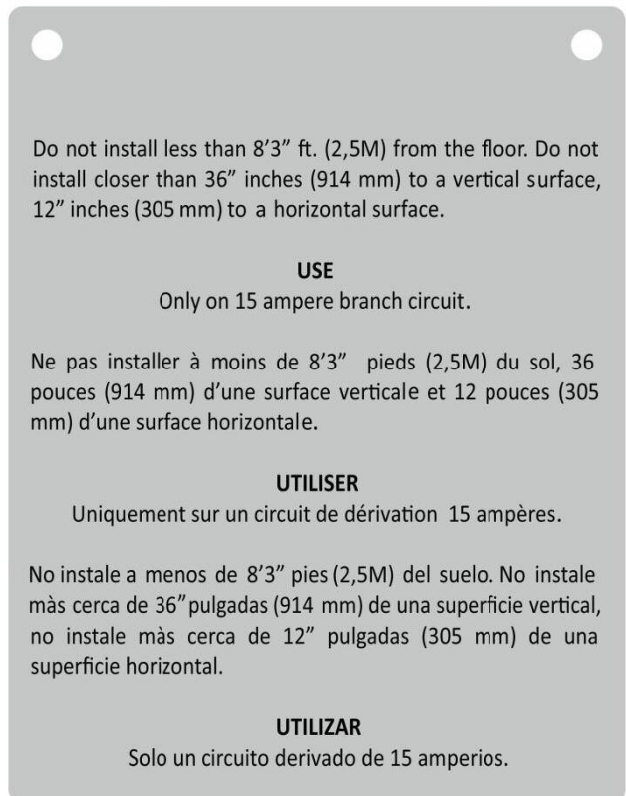 Do not install less than 8′3″ ft. (2,5M) from the floor. Do not
install closer than 36″ inches (914 mm) to a vertical surface,
12″ inches (305 mm) to a horizontal surface.
USE
Only on 15 ampere branch circuit.
Ne pas installer à moins de 8′3″ pieds (2,5M) du sol, 36
pouces (914 mm) d’une surface verticale et 12 pouces (305
mm) d’une surface horizontale.
UTILISER
Uniquement sur un circuit de dérivation 15 ampères.
No instale a menos de 8′3″ pies (2,5M) del suelo. No instale
màs cerca de 36″ pulgadas (914 mm) de una superficie vertical,
no instale màs cerca de 12″ pulgadas (305 mm) de una
superficie horizontal.
UTILIZAR
Solo un circuito derivado de 15 amperios.